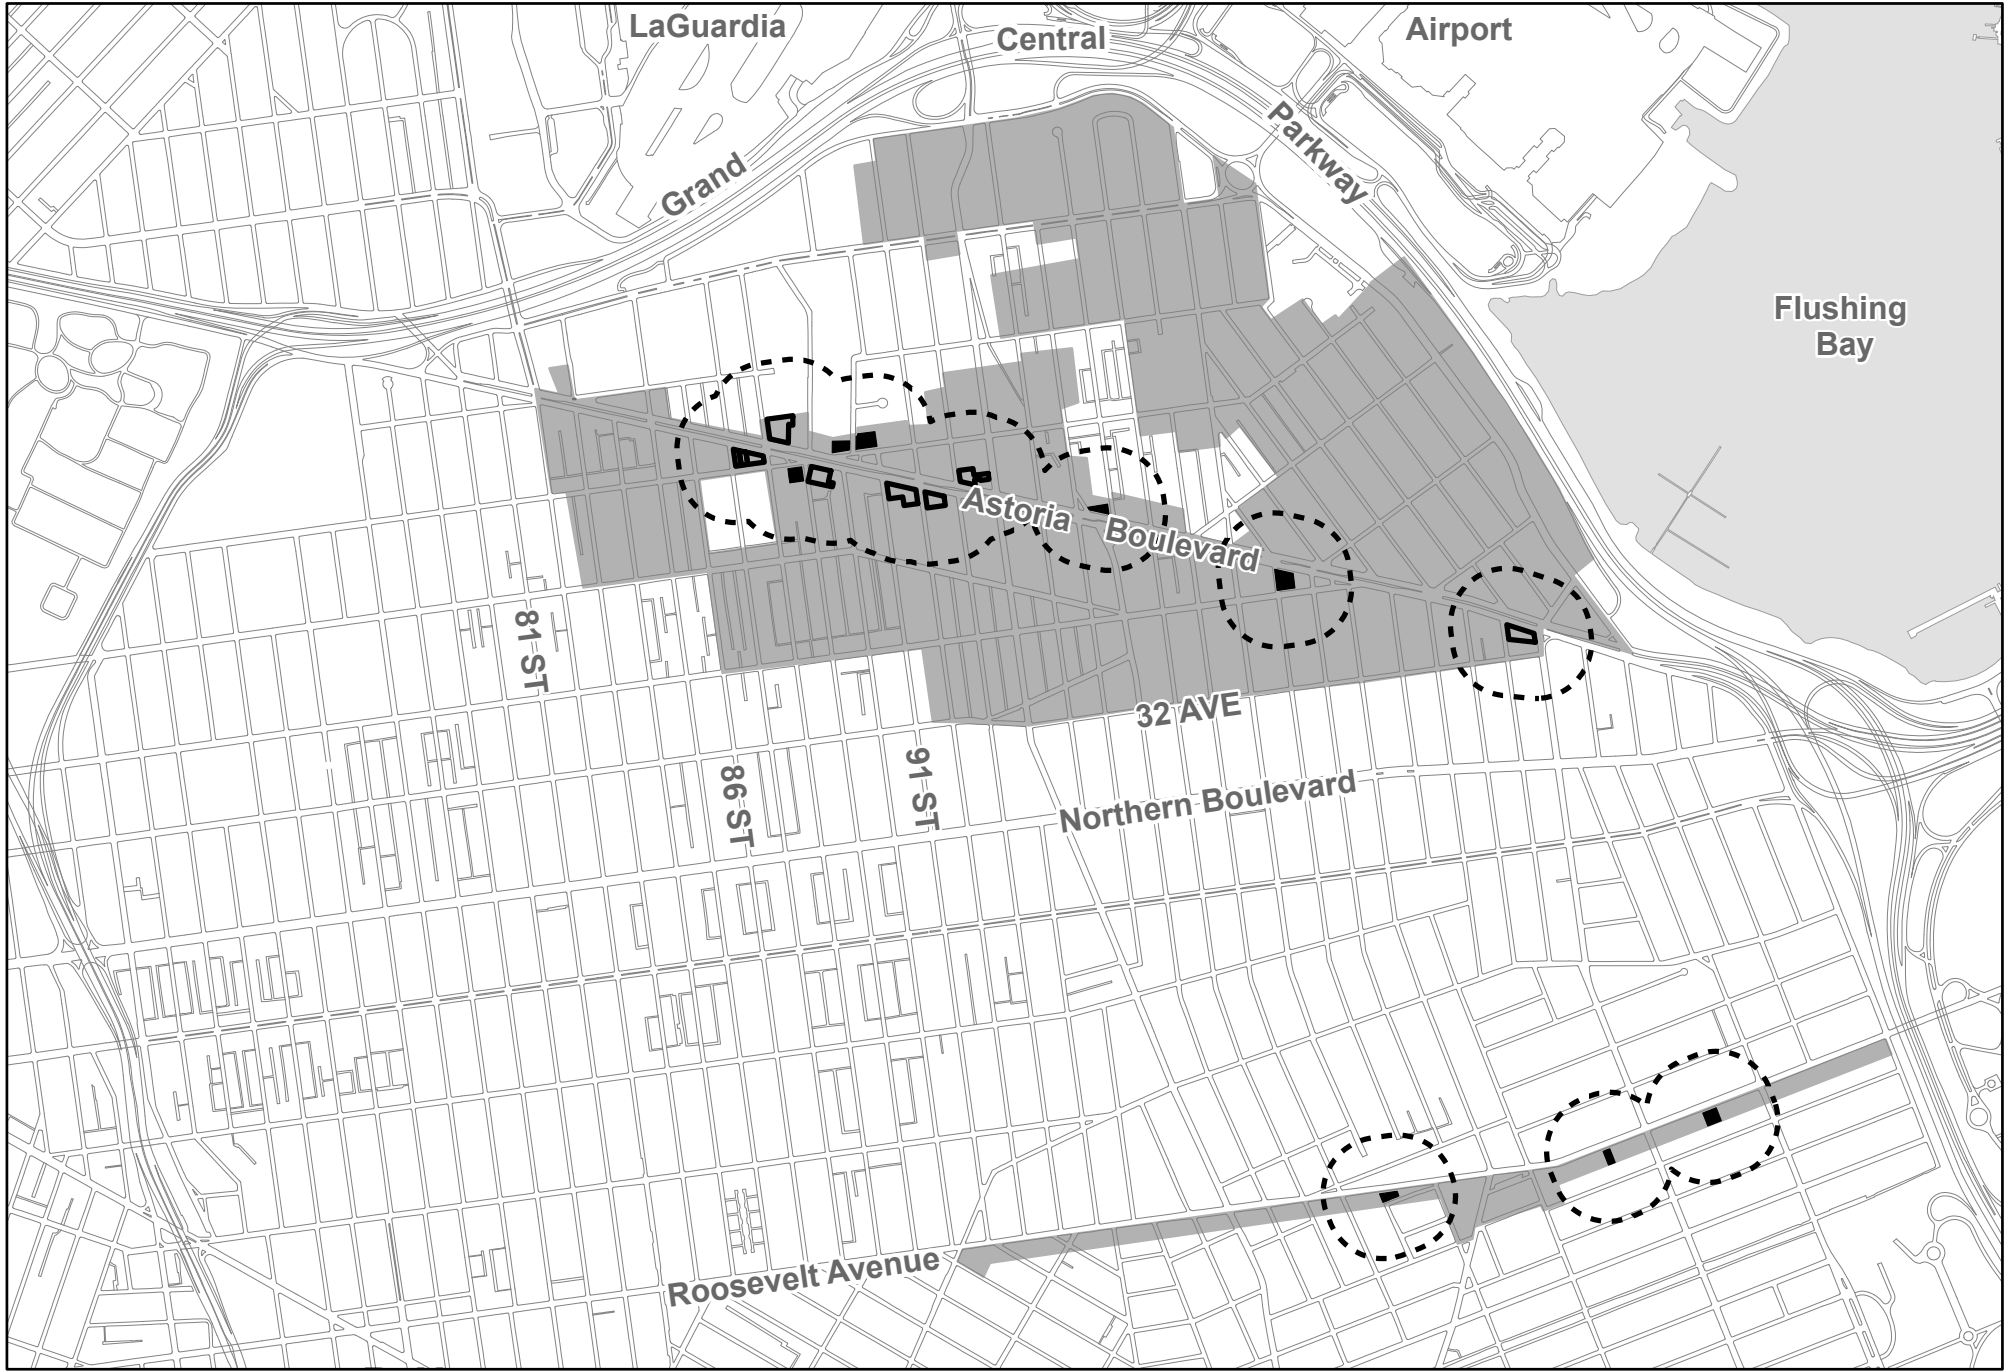 LaGuardia
Central
Airport
Parkway
Grand
Flushing
Bay
Astoria
Boulevard
81 ST
32 AVE
91 ST
86 ST
Northern Boulevard
Roosevelt Avenue